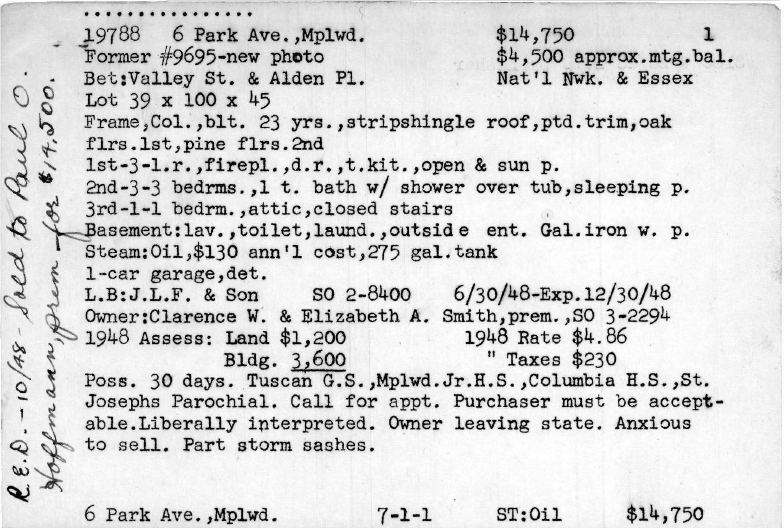 19788   6 Park Ave.,Mplwd.   $14,750   1
Former #9695-new photo   $4,500 approx.mtg.bal.
Bet:Valley St. & Alden Pl.   Nat'l Nwk. & Essex
Lot 39 x 100 x 45
Frame,Col.,blt. 23 yrs.,stripshingle roof,ptd.trim,oak
flrs.1st,pine flrs.2nd
1st-3-l.r.,firepl.,d.r.,t.kit.,open & sun p.
2nd-3-3 bedrms.,1 t. bath w/ shower over tub,sleeping p.
3rd-1-1 bedrm.,attic,closed stairs
Basement:lav.,toilet,laund.,outside ent. Gal.iron w. p.
Steam:Oil,$130 ann'l cost,275 gal.tank
1-car garage,det.
L.B:J.L.F. & Son   SO 2-8400   6/30/48-Exp.12/30/48
Owner:Clarence W. & Elizabeth A. Smith,prem.,SO 3-2294
1948 Assess: Land $1,200   1948 Rate $4.86
Bldg. 3,600   " Taxes $230
Poss. 30 days. Tuscan G.S.,Mplwd.Jr.H.S.,Columbia H.S.,St.
Josephs Parochial. Call for appt. Purchaser must be accept-
able.Liberally interpreted. Owner leaving state. Anxious
to sell. Part storm sashes.
6 Park Ave.,Mplwd.   7-1-1   ST:Oil   $14,750
R.E.D. - 10/48 - Sold to Paul O.
Hoffmann, prem - for $14,500.